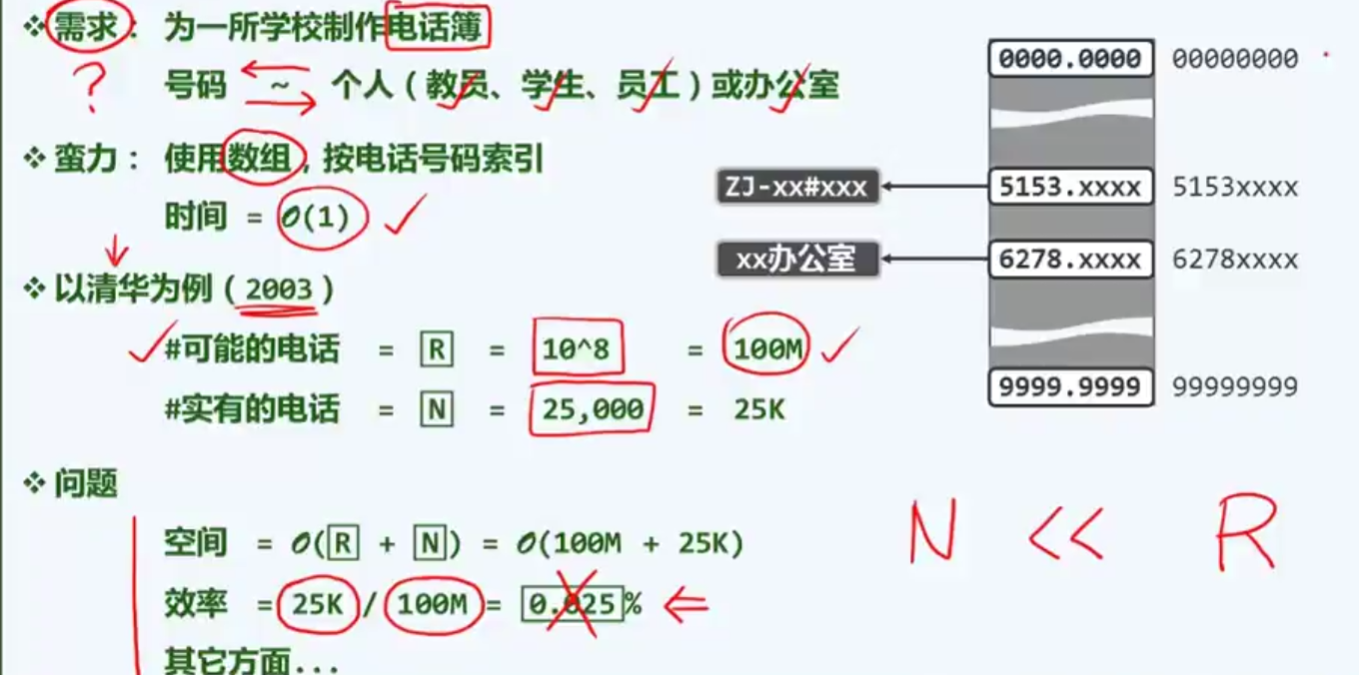 ❖ 需求： 为一所学校制作电话簿
? 号码 ~ 个人（教员、学生、员工）或办公室
❖ 蛮力： 使用数组，按电话号码索引
时间 = O(1)
❖ 以清华为例（2003）
#可能的电话 = R = 10^8 = 100M
#实有的电话 = N = 25,000 = 25K
❖ 问题
空间 = O(R + N) = O(100M + 25K)
效率 = 25K / 100M = 0.025%
其它方面...
0000.0000 00000000
ZJ-xx#xxx 5153.xxxx 5153xxxx
xx办公室 6278.xxxx 6278xxxx
9999.9999 99999999
N << R